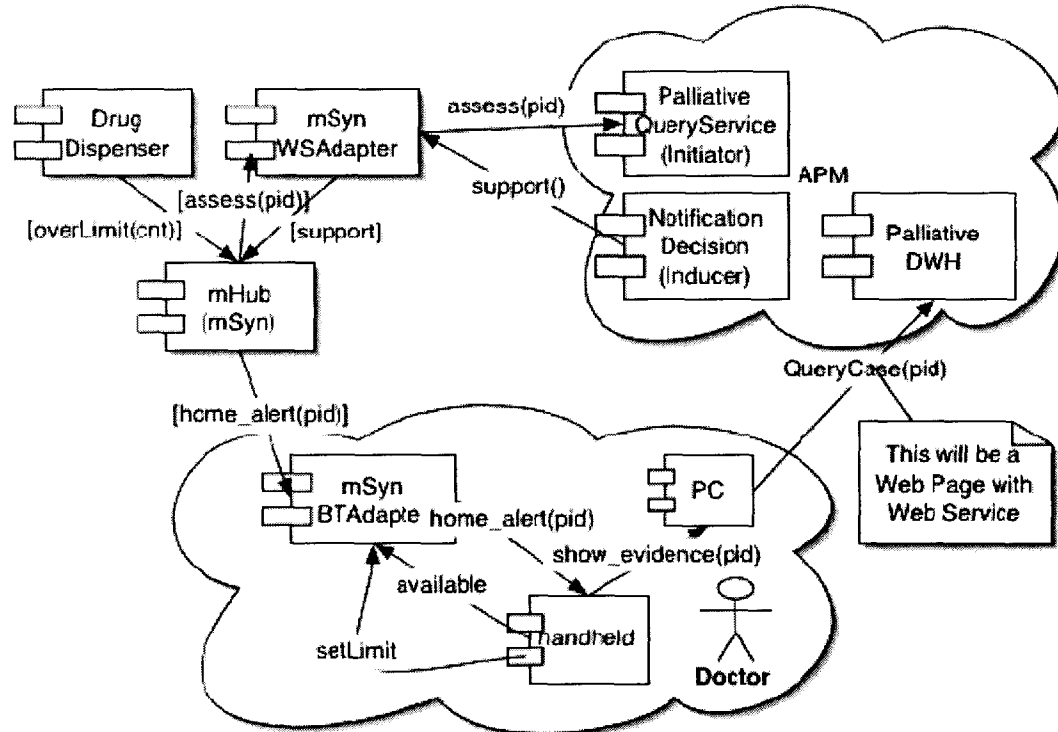 Drug
Dispenser
mSyn
WSAdapter
assess(pid)
Palliative
QueryService
(Initiator)
APM
support()
[assess(pid)]
[overLimit(cnt)]
[support]
Notification
Decision
(Inducer)
Palliative
DWH
mHub
(mSyn)
QueryCase(pid)
[home_alert(pid)]
This will be a
Web Page with
Web Service
mSyn
BTAdapte
home_alert(pid)
PC
show_evidence(pid)
available
setLimit
handheld
Doctor